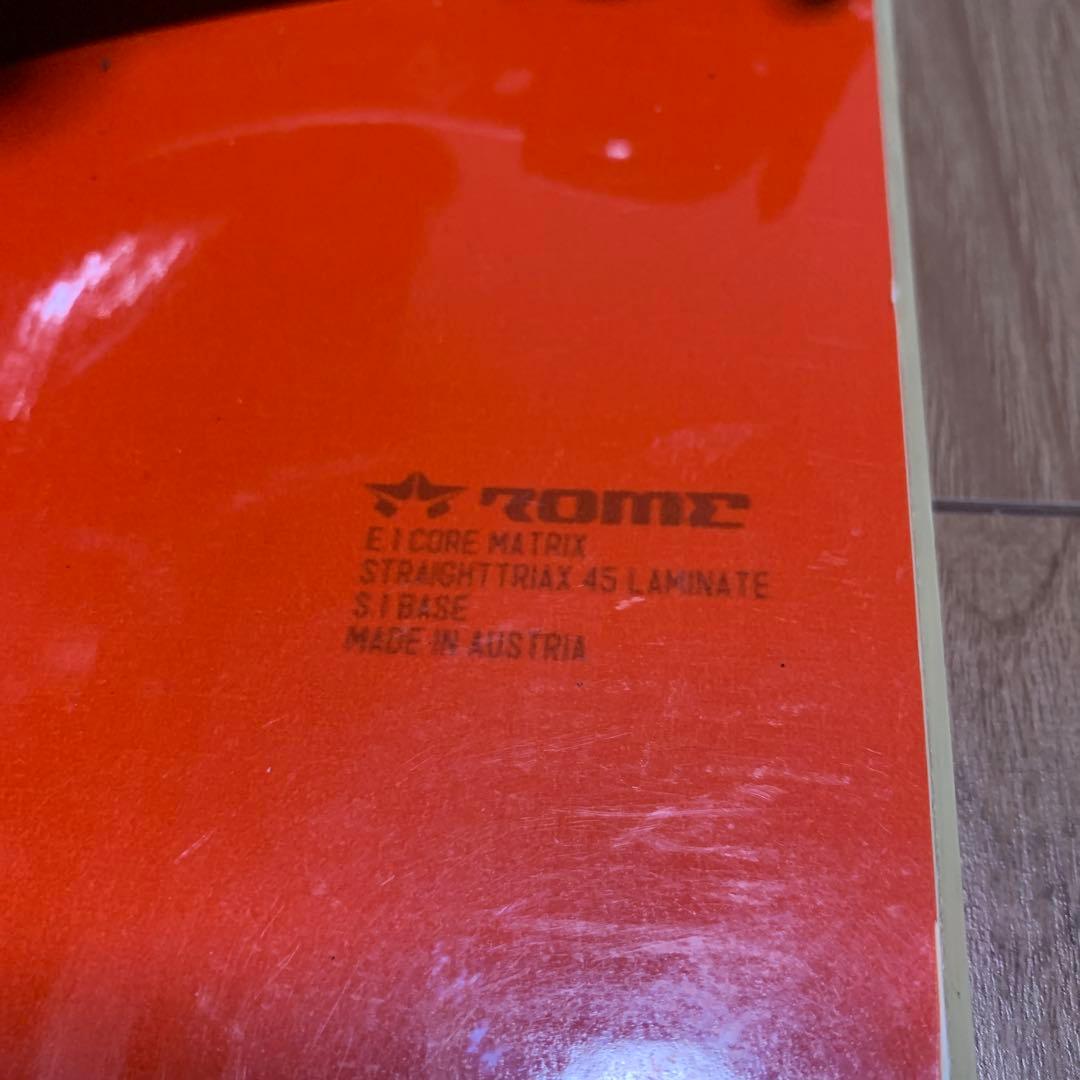 ROME
E I CORE MATRIX
STRAIGHTTRIAX 45 LAMINATE
S I BASE
MADE IN AUSTRIA